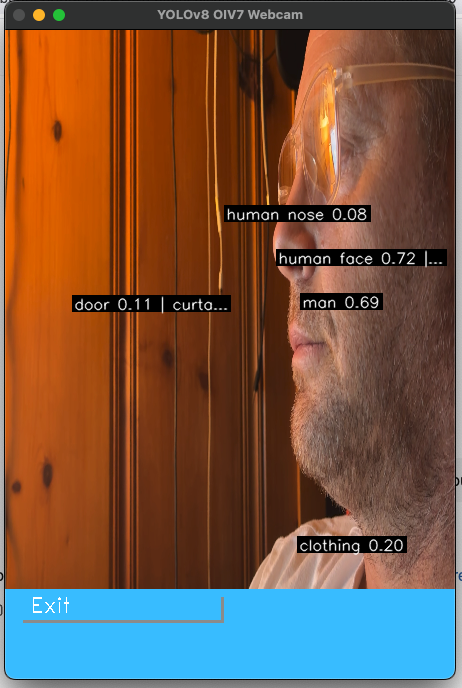 YOLOv8 OIV7 Webcam
human nose 0.08
human face 0.72 |...
man 0.69
door 0.11 | curta...
clothing 0.20
Exit